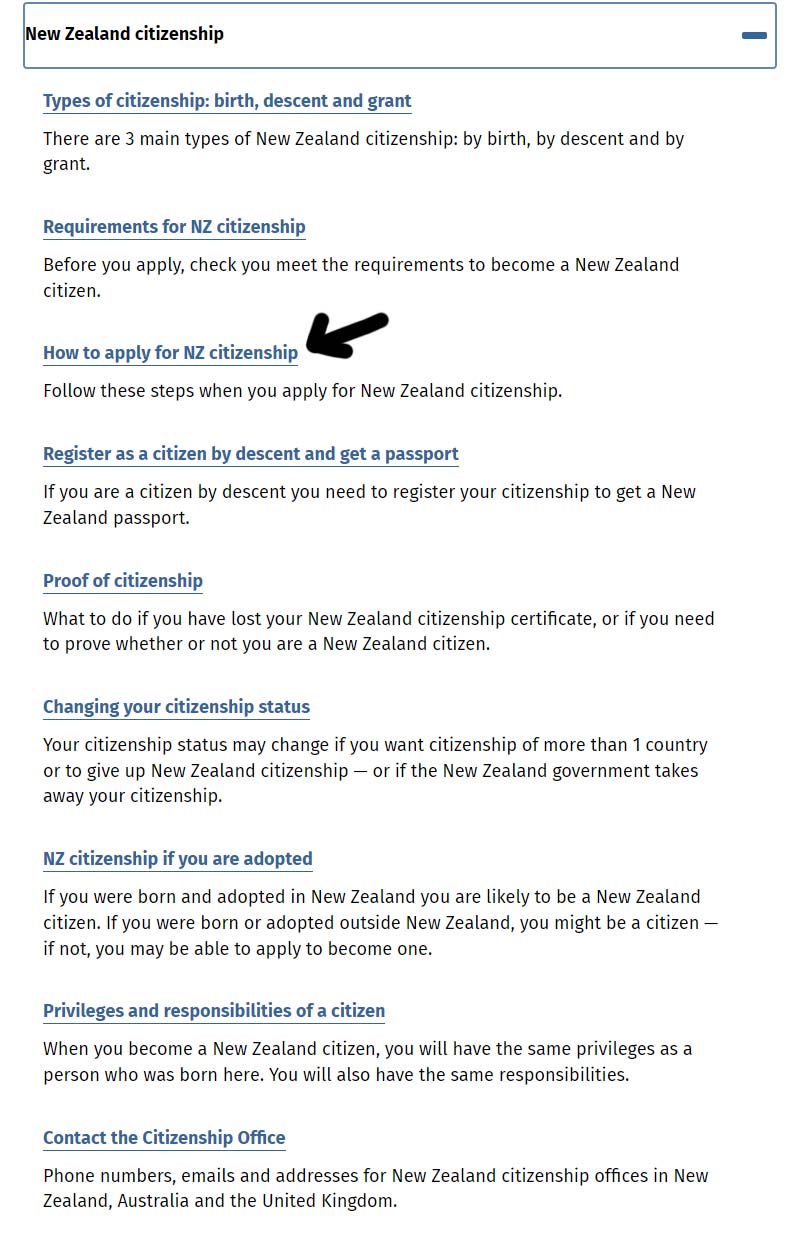 New Zealand citizenship
Types of citizenship: birth, descent and grant
There are 3 main types of New Zealand citizenship: by birth, by descent and by
grant.
Requirements for NZ citizenship
Before you apply, check you meet the requirements to become a New Zealand
citizen.
How to apply for NZ citizenship
Follow these steps when you apply for New Zealand citizenship.
Register as a citizen by descent and get a passport
If you are a citizen by descent you need to register your citizenship to get a New
Zealand passport.
Proof of citizenship
What to do if you have lost your New Zealand citizenship certificate, or if you need
to prove whether or not you are a New Zealand citizen.
Changing your citizenship status
Your citizenship status may change if you want citizenship of more than 1 country
or to give up New Zealand citizenship — or if the New Zealand government takes
away your citizenship.
NZ citizenship if you are adopted
If you were born and adopted in New Zealand you are likely to be a New Zealand
citizen. If you were born or adopted outside New Zealand, you might be a citizen —
if not, you may be able to apply to become one.
Privileges and responsibilities of a citizen
When you become a New Zealand citizen, you will have the same privileges as a
person who was born here. You will also have the same responsibilities.
Contact the Citizenship Office
Phone numbers, emails and addresses for New Zealand citizenship offices in New
Zealand, Australia and the United Kingdom.